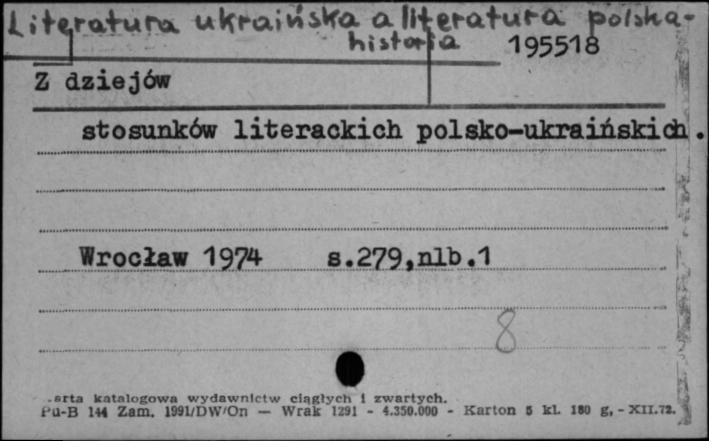 Literatura ukraińska a literatura polska-
historia 195518
Z dziejów
stosunków literackich polsko-ukraińskich.
Wrocław 1974 s.279,nlb.1
8
arta katalogowa wydawnictw ciągłych i zwartych.
Pu-B 144 Zam. 1991/DW/On — Wrak 1291 - 4.350.000 - Karton 5 kl. 180 g, - XII.72.